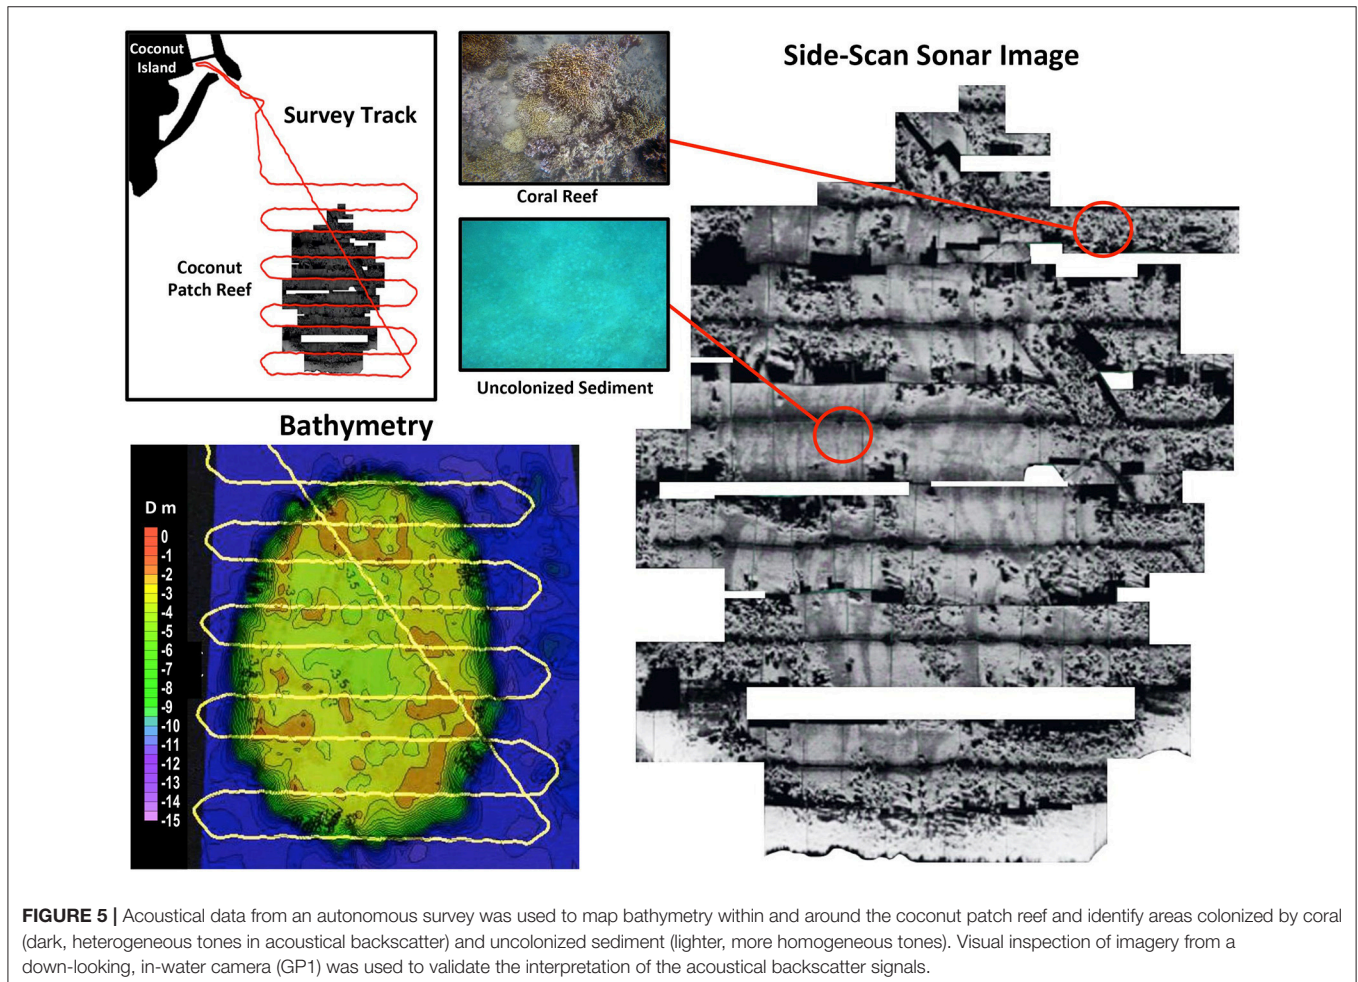 Coconut
Island
Survey Track
Coconut
Patch Reef
Coral Reef
Uncolonized Sediment
Side-Scan Sonar Image
Bathymetry
D m
0
-1
-2
-3
-4
-5
-6
-7
-8
-9
-10
-11
-12
-13
-14
-15
FIGURE 5 | Acoustical data from an autonomous survey was used to map bathymetry within and around the coconut patch reef and identify areas colonized by coral
(dark, heterogeneous tones in acoustical backscatter) and uncolonized sediment (lighter, more homogeneous tones). Visual inspection of imagery from a
down-looking, in-water camera (GP1) was used to validate the interpretation of the acoustical backscatter signals.